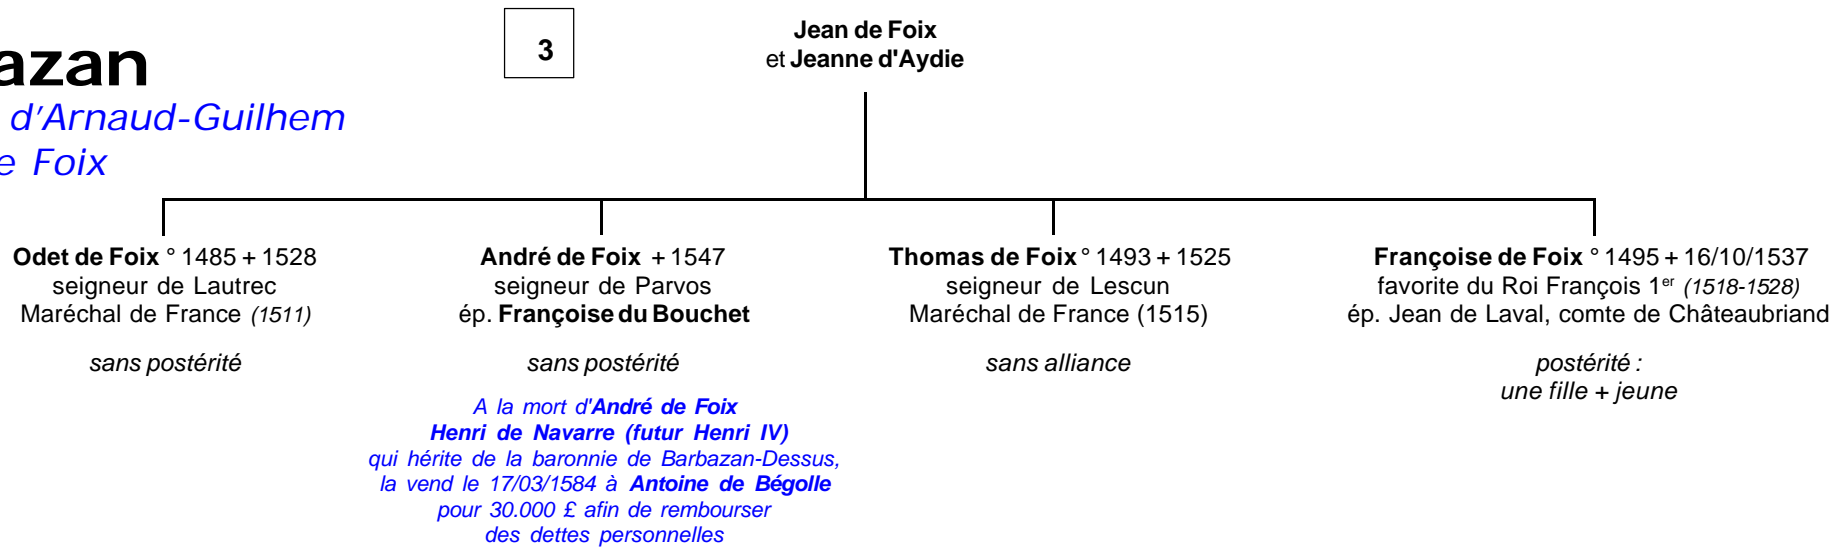 azan
d'Arnaud-Guilhem
e Foix
3
Jean de Foix
et Jeanne d'Aydie
Odet de Foix ° 1485 + 1528
seigneur de Lautrec
Maréchal de France (1511)
sans postérité
André de Foix + 1547
seigneur de Parvos
ép. Françoise du Bouchet
sans postérité
A la mort d'André de Foix
Henri de Navarre (futur Henri IV)
qui hérite de la baronnie de Barbazan-Dessus,
la vend le 17/03/1584 à Antoine de Bégolle
pour 30.000 £ afin de rembourser
des dettes personnelles
Thomas de Foix ° 1493 + 1525
seigneur de Lescun
Maréchal de France (1515)
sans alliance
Françoise de Foix ° 1495 + 16/10/1537
favorite du Roi François 1er (1518-1528)
ép. Jean de Laval, comte de Châteaubriand
postérité :
une fille + jeune